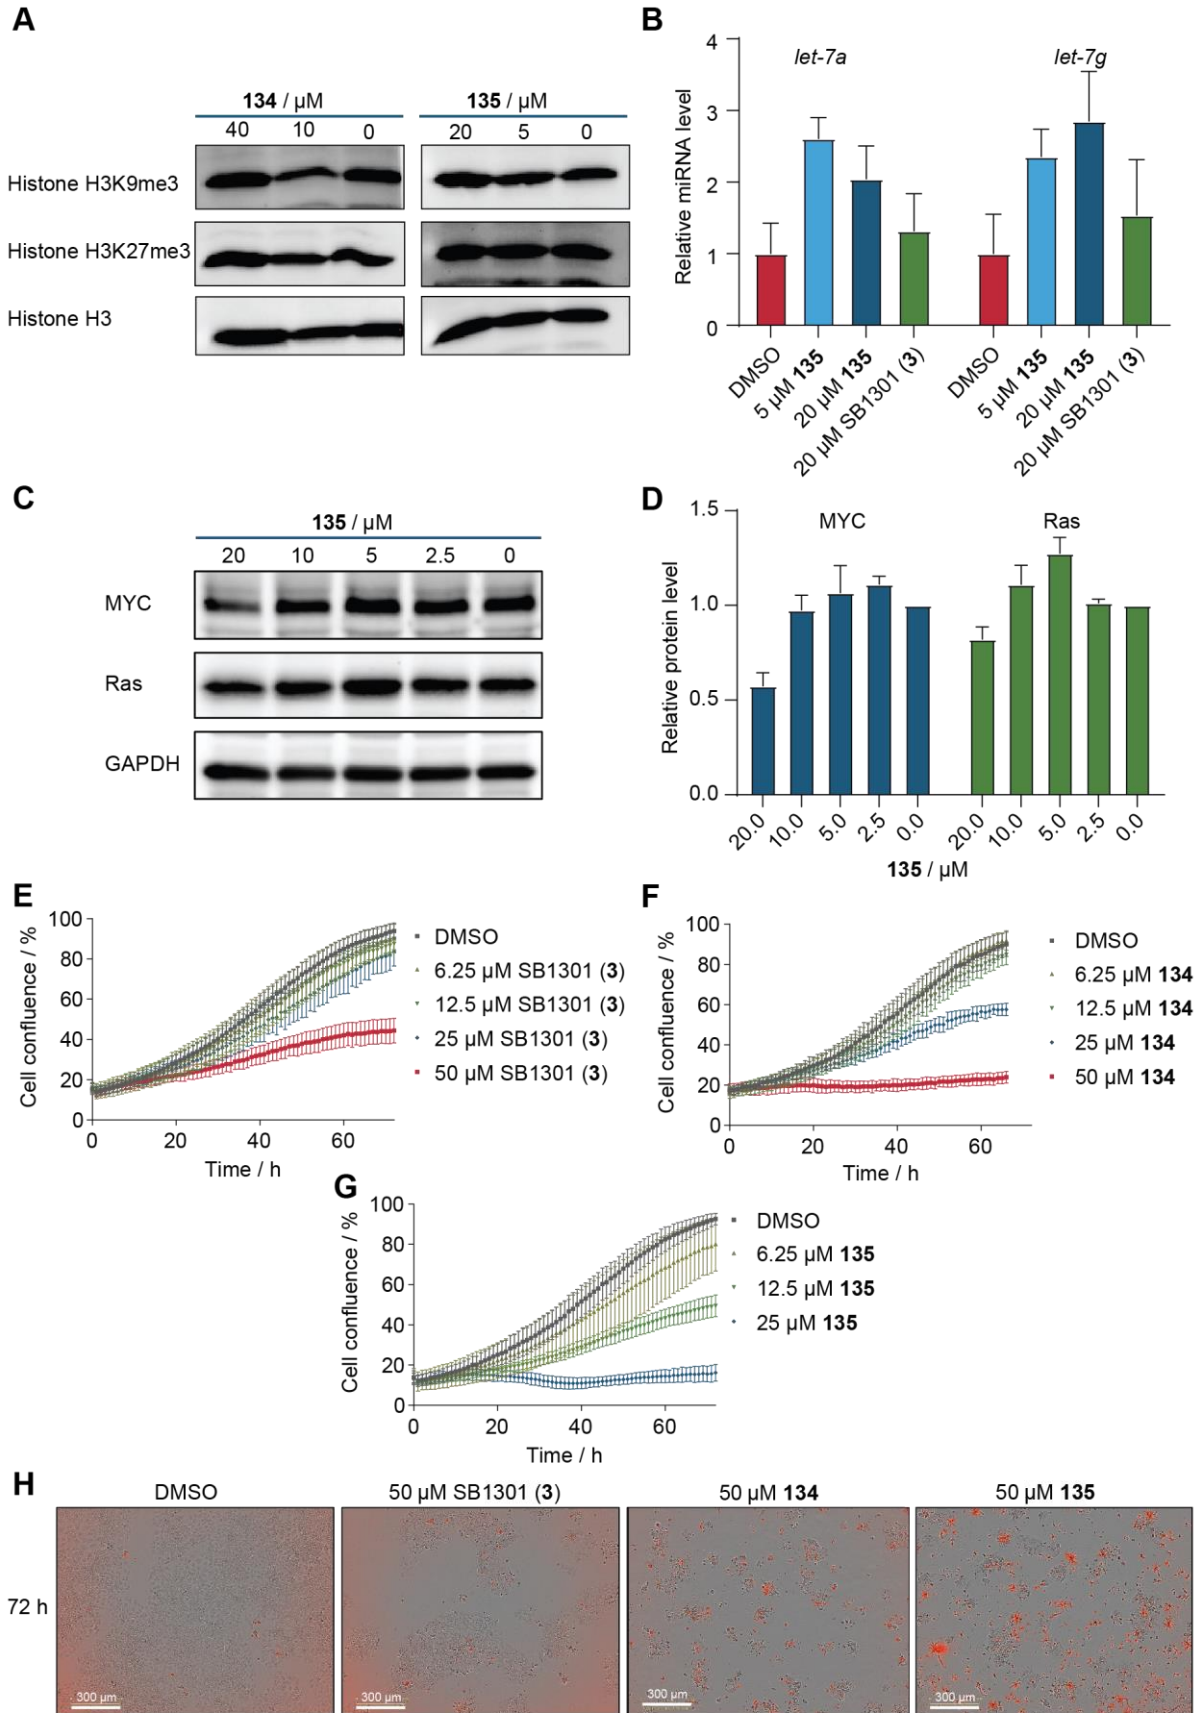 A
134 / µM
135 / µM
40 10 0
20 5 0
Histone H3K9me3
Histone H3K27me3
Histone H3
B
Relative miRNA level
4
3
2
1
0
let-7a
let-7g
DMSO
5 µM 135
20 µM 135
20 µM SB1301 (3)
DMSO
5 µM 135
20 µM 135
20 µM SB1301 (3)
C
135 / µM
20 10 5 2.5 0
MYC
Ras
GAPDH
D
Relative protein level
1.5
1.0
0.5
0.0
MYC
Ras
20.0 10.0 5.0 2.5 0.0
20.0 10.0 5.0 2.5 0.0
135 / µM
E
Cell confluence / %
100
80
60
40
20
0
0 20 40 60
Time / h
DMSO
6.25 µM SB1301 (3)
12.5 µM SB1301 (3)
25 µM SB1301 (3)
50 µM SB1301 (3)
F
Cell confluence / %
100
80
60
40
20
0
0 20 40 60
Time / h
DMSO
6.25 µM 134
12.5 µM 134
25 µM 134
50 µM 134
G
Cell confluence / %
100
80
60
40
20
0
0 20 40 60
Time / h
DMSO
6.25 µM 135
12.5 µM 135
25 µM 135
H
DMSO
50 µM SB1301 (3)
50 µM 134
50 µM 135
72 h
300 µm
300 µm
300 µm
300 µm